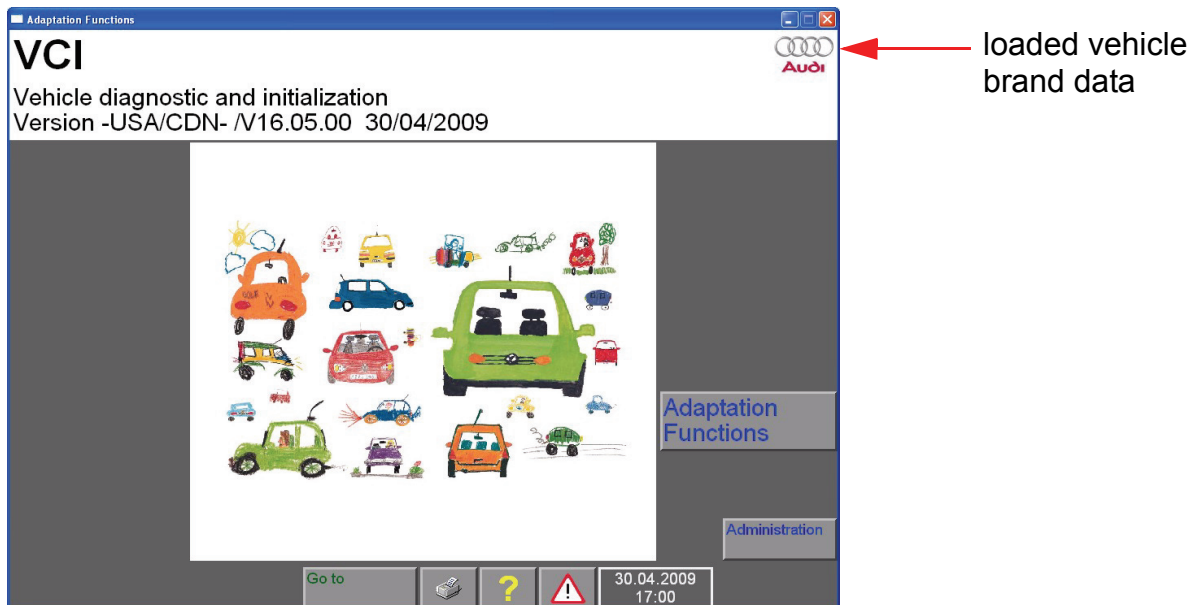 Adaptation Functions
VCI
Audi
loaded vehicle
brand data
Vehicle diagnostic and initialization
Version -USA/CDN- /V16.05.00 30/04/2009
Adaptation
Functions
Administration
Go to
?
30.04.2009
17:00